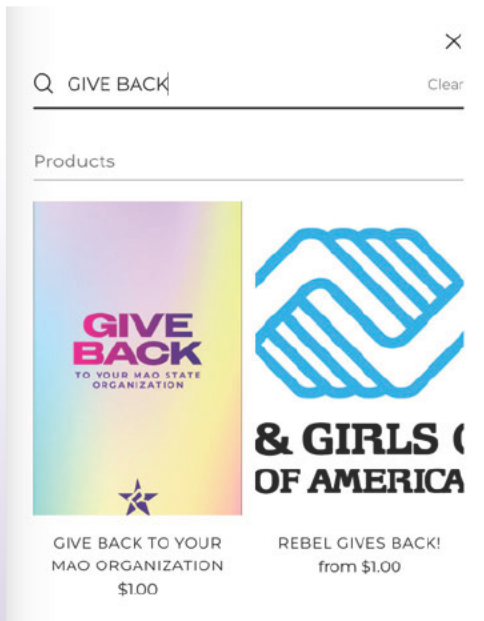 GIVE BACK
Clear
Products
GIVE
BACK
TO YOUR MAO STATE
ORGANIZATION
& GIRLS
OF AMERICA
GIVE BACK TO YOUR
MAO ORGANIZATION
$1.00
REBEL GIVES BACK!
from $1.00